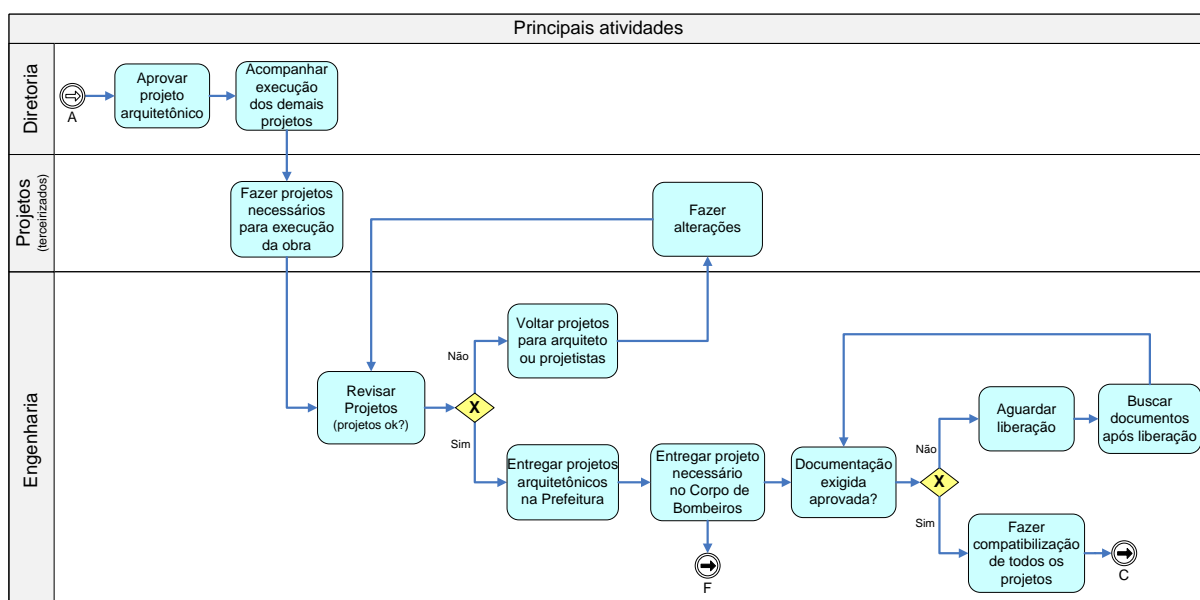 Principais atividades
Diretoria
A
Aprovar
projeto
arquitetônico
Acompanhar
execução
dos demais
projetos
Projetos
(terceirizados)
Fazer projetos
necessários
para execução
da obra
Fazer
alterações
Engenharia
Revisar
Projetos
(projetos ok?)
X
Não
Sim
Voltar projetos
para arquiteto
ou projetistas
Entregar projetos
arquitetônicos
na Prefeitura
Entregar projeto
necessário
no Corpo de
Bombeiros
F
Documentação
exigida
aprovada?
X
Não
Sim
Aguardar
liberação
Buscar
documentos
após liberação
Fazer
compatibilização
de todos os
projetos
C